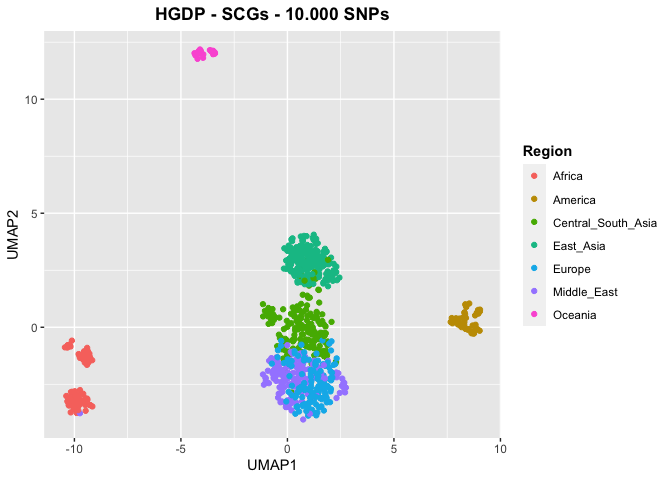 HGDP - SCGs - 10.000 SNPs
UMAP2
10
5
0
-10
-5
0
5
10
UMAP1
Region
Africa
America
Central_South_Asia
East_Asia
Europe
Middle_East
Oceania